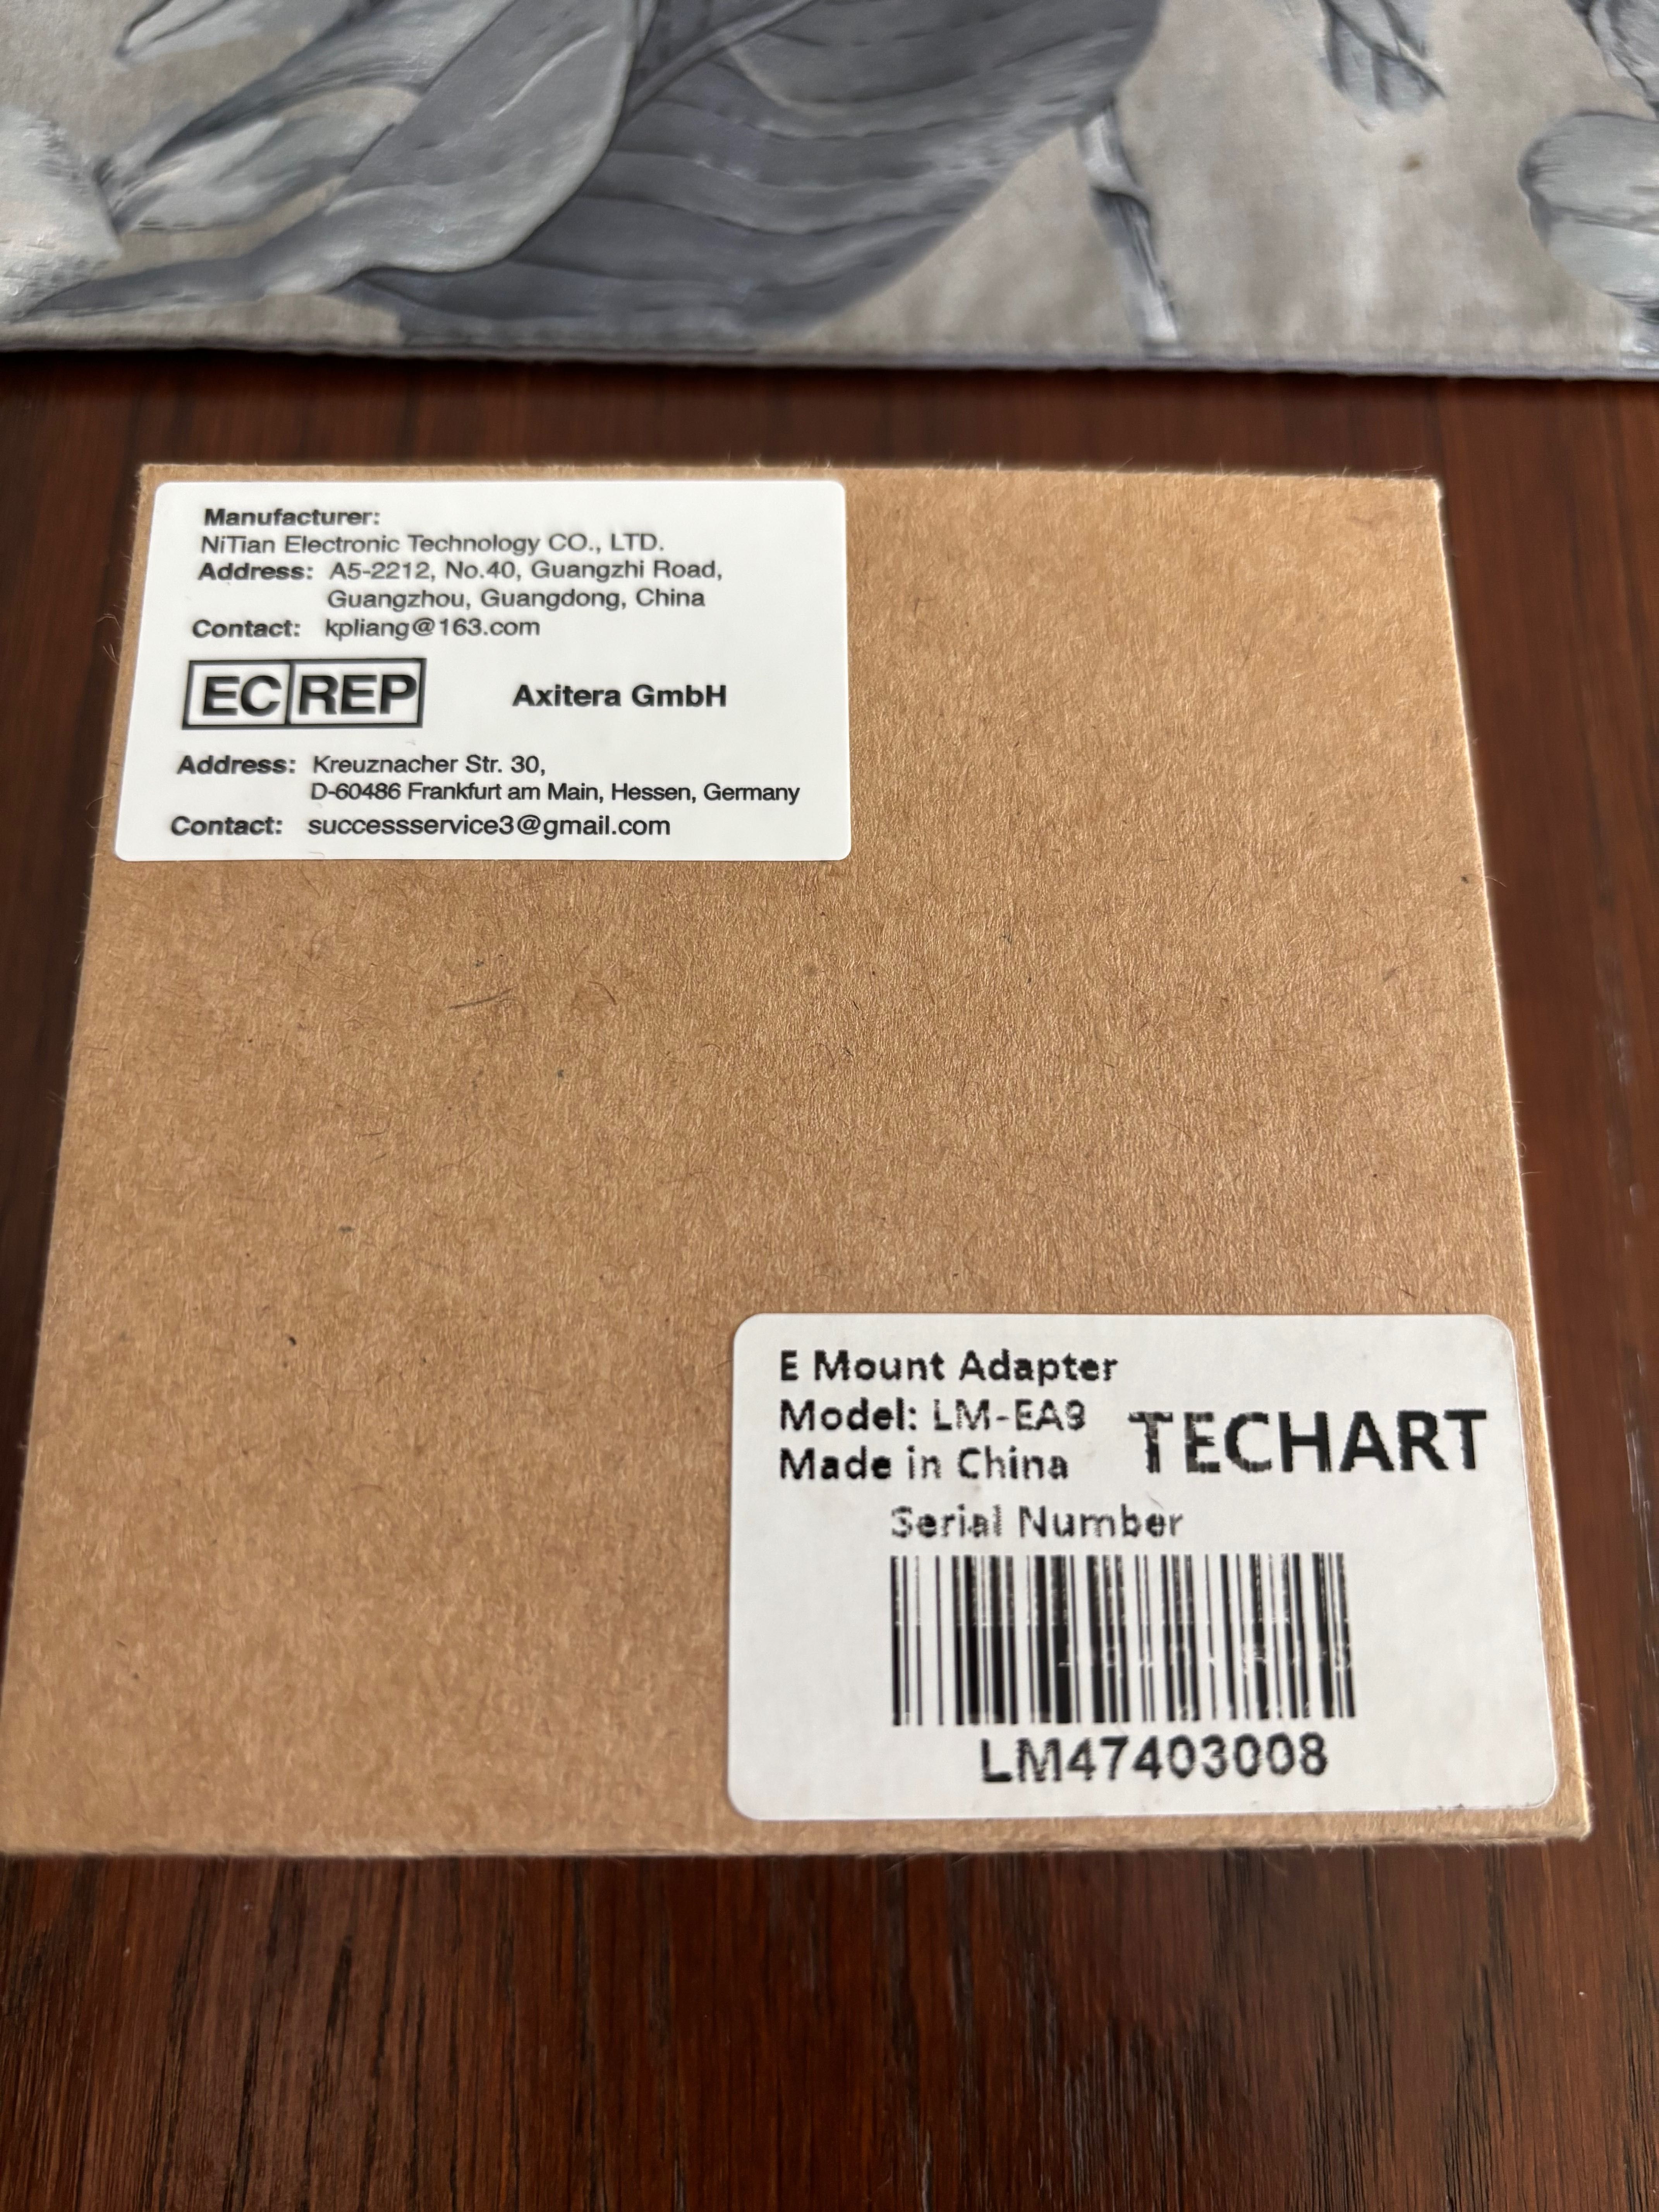 Manufacturer:
NiTian Electronic Technology CO., LTD.
Address: A5-2212, No.40, Guangzhi Road,
Guangzhou, Guangdong, China
Contact: kpliang@163.com
EC REP Axitera GmbH
Address: Kreuznacher Str. 30,
D-60486 Frankfurt am Main, Hessen, Germany
Contact: successservice3@gmail.com
E Mount Adapter
Model: LM-EA9
Made in China
TECHART
Serial Number
LM47403008